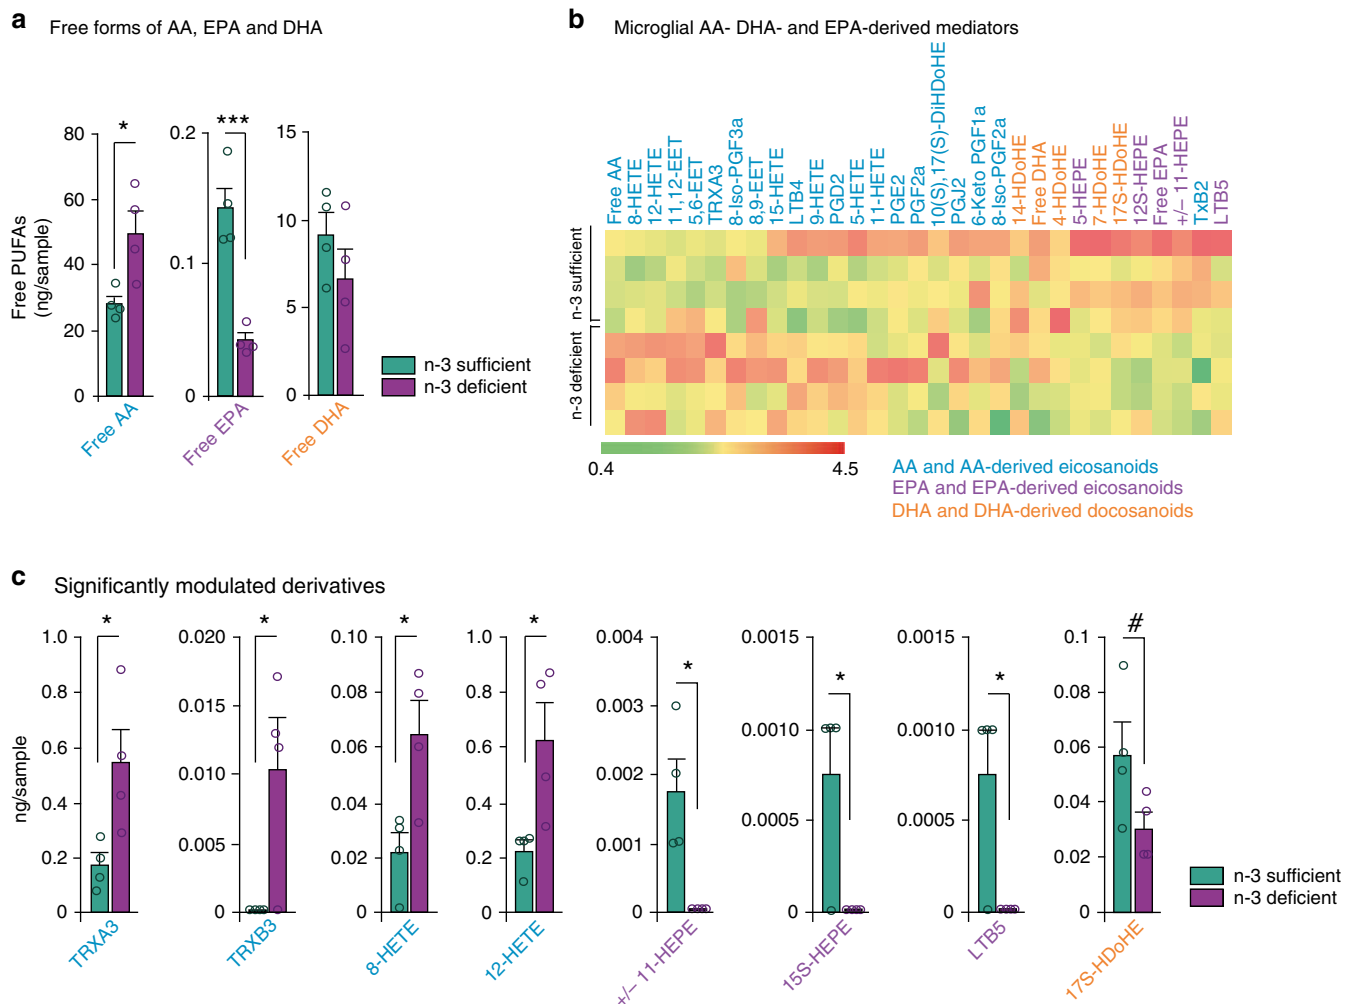 a Free forms of AA, EPA and DHA
Free PUFAs
(ng/sample)
80
60
40
20
0
*
Free AA
0.2
0.1
0
***
Free EPA
15
10
5
0
Free DHA
n-3 sufficient
n-3 deficient
b Microglial AA- DHA- and EPA-derived mediators
Free AA
8-HETE
12-HETE
11,12-EET
5,6-EET
TRXA3
8-Iso-PGF3a
8,9-EET
15-HETE
LTB4
9-HETE
PGD2
5-HETE
11-HETE
PGE2
PGF2a
10(S),17(S)-DiHDoHE
PGJ2
6-Keto PGF1a
8-Iso-PGF2a
14-HDoHE
Free DHA
4-HDoHE
5-HEPE
7-HDoHE
17S-HDoHE
12S-HEPE
Free EPA
+/− 11-HEPE
TxB2
LTB5
n-3 sufficient
n-3 deficient
0.4 4.5
AA and AA-derived eicosanoids
EPA and EPA-derived eicosanoids
DHA and DHA-derived docosanoids
c Significantly modulated derivatives
ng/sample
1.0
0.8
0.6
0.4
0.2
0
*
TRXA3
0.020
0.015
0.010
0.005
0
*
TRXB3
0.10
0.08
0.06
0.04
0.02
0
*
8-HETE
1.0
0.8
0.6
0.4
0.2
0
*
12-HETE
0.004
0.003
0.002
0.001
0
*
+/− 11-HEPE
0.0015
0.0010
0.0005
0
*
15S-HEPE
0.0015
0.0010
0.0005
0
*
LTB5
0.1
0.08
0.06
0.04
0.02
0
#
17S-HDoHE
n-3 sufficient
n-3 deficient